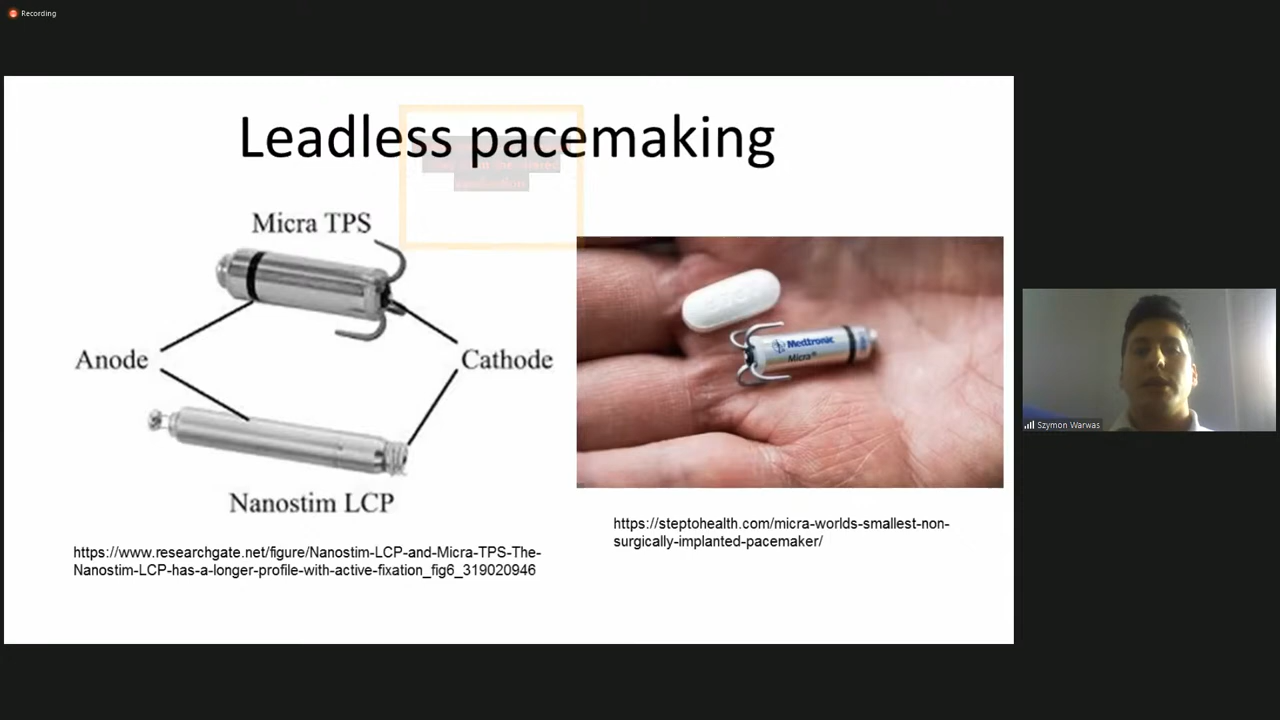 Recording
Leadless pacemaking
Micra TPS
Anode
Cathode
Nanostim LCP
https://www.researchgate.net/figure/Nanostim-LCP-and-Micra-TPS-The-
Nanostim-LCP-has-a-longer-profile-with-active-fixation_fig6_319020946
Medtronic
Micra
https://steptohealth.com/micra-worlds-smallest-non-
surgically-implanted-pacemaker/
Szymon Warwas